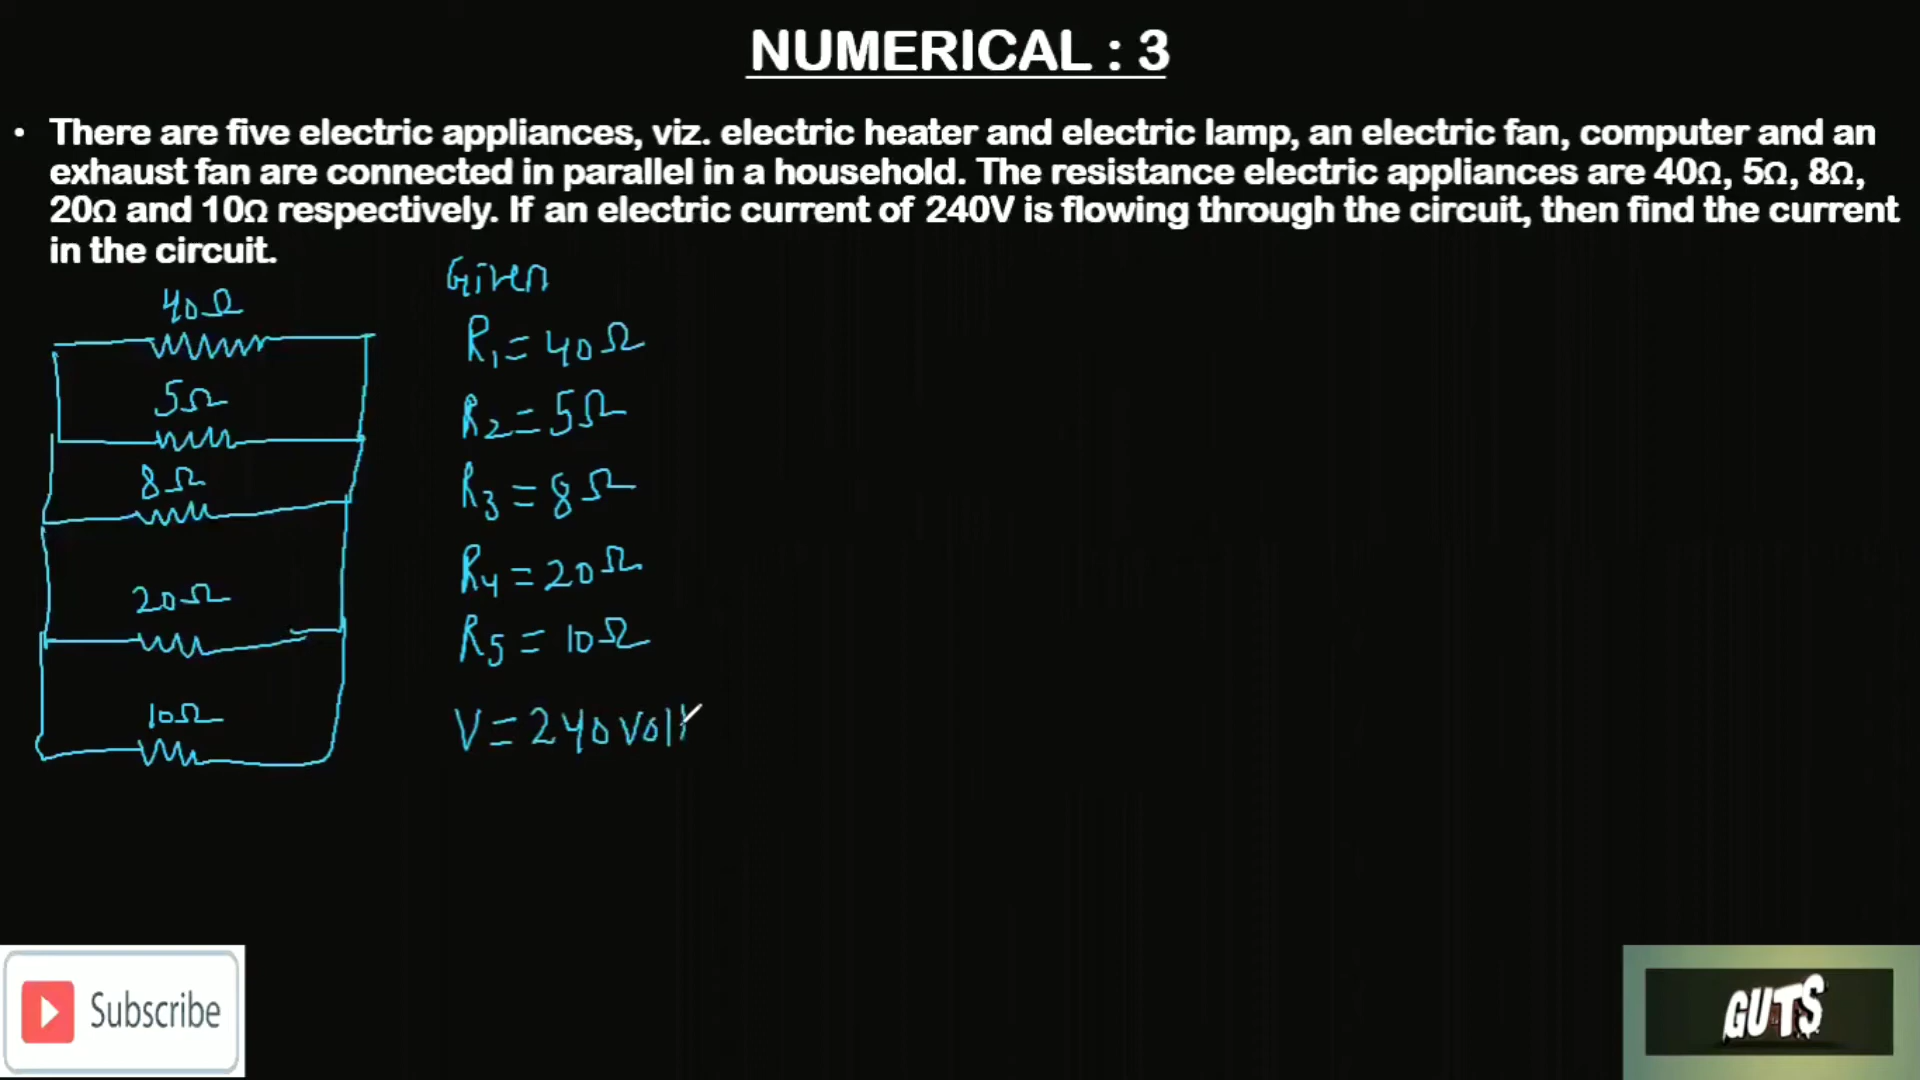 NUMERICAL : 3
• There are five electric appliances, viz. electric heater and electric lamp, an electric fan, computer and an
exhaust fan are connected in parallel in a household. The resistance electric appliances are 40Ω, 5Ω, 8Ω,
20Ω and 10Ω respectively. If an electric current of 240V is flowing through the circuit, then find the current
in the circuit.
40Ω
5Ω
8Ω
20Ω
10Ω
Given
R₁ = 40Ω
R₂ = 5Ω
R₃ = 8Ω
R₄ = 20Ω
R₅ = 10Ω
V = 240 volt
Subscribe
GUTS